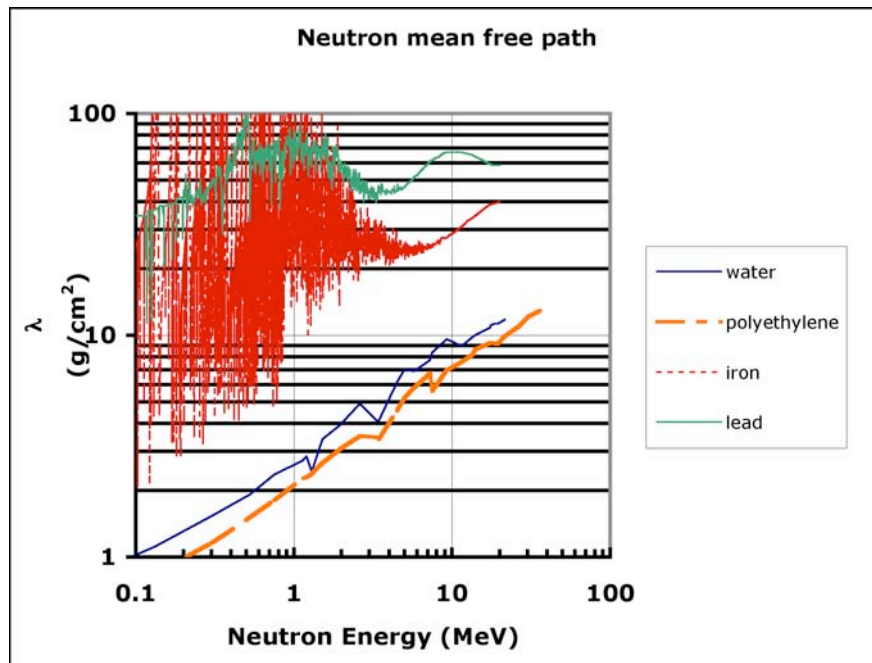 Neutron mean free path
100
10
1
λ
(g/cm²)
0.1 1 10 100
Neutron Energy (MeV)
water
polyethylene
iron
lead